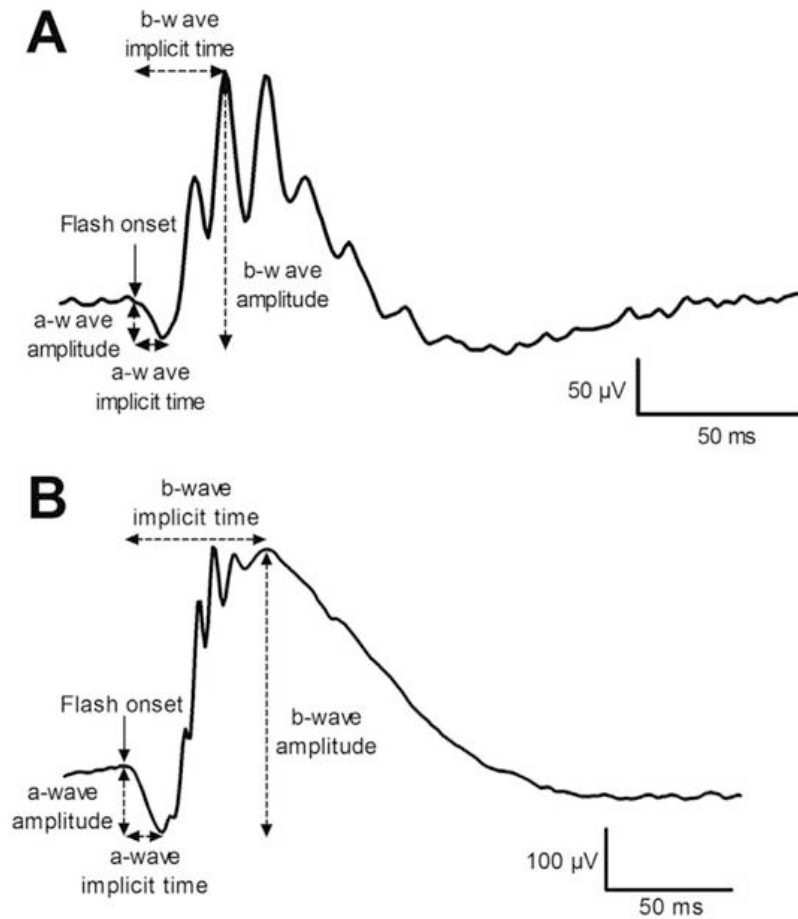 A
b-w ave
implicit time
Flash onset
b-w ave
amplitude
a-w ave
amplitude
a-w ave
implicit time
50 µV
50 ms
B
b-wave
implicit time
Flash onset
b-wave
amplitude
a-wave
amplitude
a-wave
implicit time
100 µV
50 ms